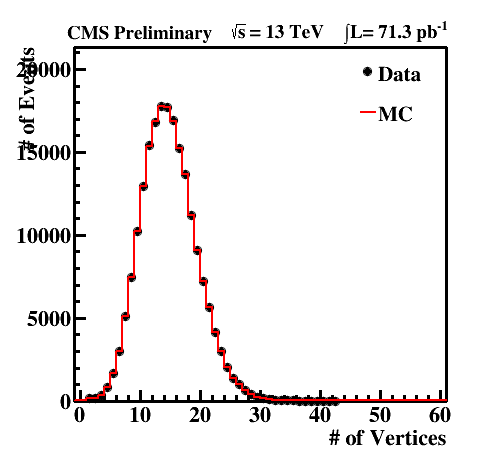 CMS Preliminary √s = 13 TeV ∫L= 71.3 pb⁻¹
# of Events
20000
15000
10000
5000
0
Data
MC
0 10 20 30 40 50 60
# of Vertices